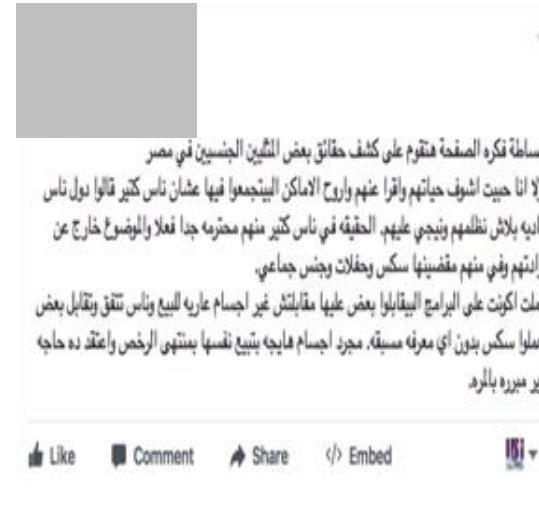 ساطة فكره الصفحة هتقوم على كشف حقائق بعض المثليين الجنسيين في مصر
لا انا حبيت اشوف حياتهم واقرا عنهم واروح الاماكن البيتجمعوا فيها عشان ناس كتير قالوا دول ناس
اديه بلاش نظلمهم ونيجي عليهم. الحقيقه في ناس كتير منهم محترمه جدا فعلا والموضوع خارج عن
ادتهم وفي منهم مقضينها سكس وحفلات وجنس جماعي.
ملت اكونت على البرامج البيقابلوا بعض عليها مقابلتش غير اجسام عاريه للبيع وناس تتفق وتقابل بعض
ملوا سكس بدون اي معرفه مسبقه. مجرد اجسام هايجه بتبيع نفسها بمنتهى الرخص واعتقد ده حاجه
ير مبرره بالمره.
Like Comment Share </> Embed